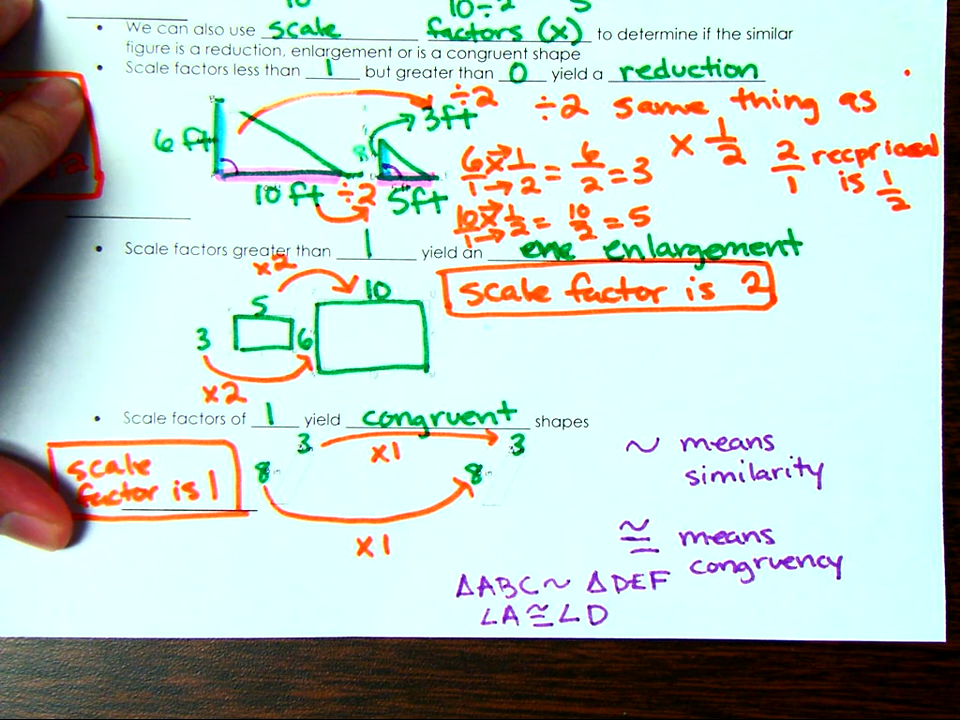 10÷2
• We can also use scale factors (x) to determine if the similar
figure is a reduction, enlargement or is a congruent shape
• Scale factors less than 1 but greater than 0 yield a reduction
÷2
÷2 same thing as
x 1/2
2/1 recpriocal
is 1/2
6 ft
3ft
10 ft
÷2
5ft
6/1 x 1/2 = 6/2 = 3
10/1 x 1/2 = 10/2 = 5
• Scale factors greater than 1 yield an ene enlargement
x2
scale factor is 2
5
10
3
6
x2
• Scale factors of 1 yield congruent shapes
3
x1
3
scale
factor is 1
8
8
x1
~ means
similarity
≅ means
congruency
△ABC ~ △DEF
∠A ≅ ∠D